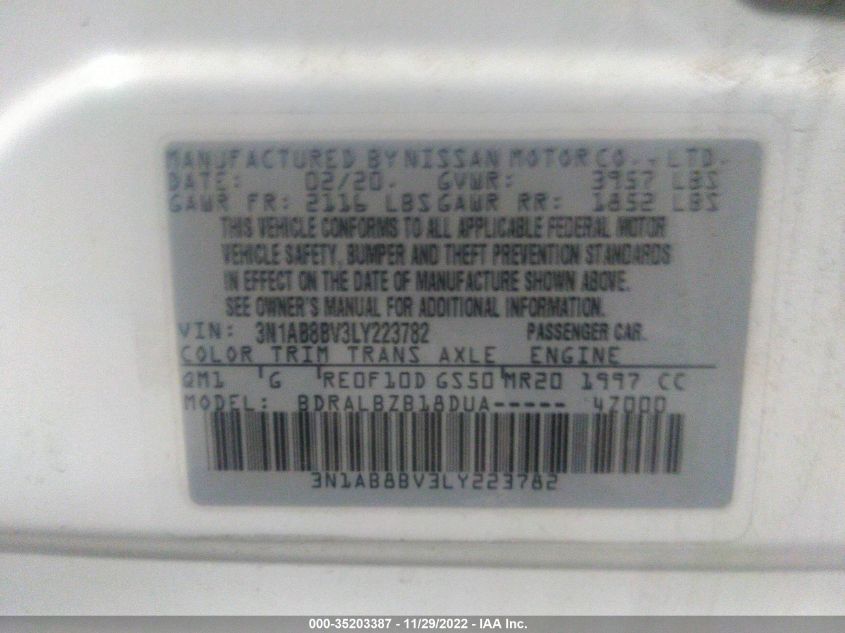 MANUFACTURED BY NISSAN MOTOR CO., LTD.
DATE: 02/20. GVWR: 3957 LBS
GAWR FR: 2116 LBS GAWR RR: 1852 LBS
THIS VEHICLE CONFORMS TO ALL APPLICABLE FEDERAL MOTOR
VEHICLE SAFETY, BUMPER AND THEFT PREVENTION STANDARDS
IN EFFECT ON THE DATE OF MANUFACTURE SHOWN ABOVE.
SEE OWNER'S MANUAL FOR ADDITIONAL INFORMATION.
VIN: 3N1AB8BV3LY223782 PASSENGER CAR.
COLOR TRIM TRANS AXLE ENGINE
QM1 G RE0F10D GS50 MR20 1997 CC
MODEL: BDRALBZB18DUA----- 4Z000
3N1AB8BV3LY223782
000-35203387 - 11/29/2022 - IAA Inc.